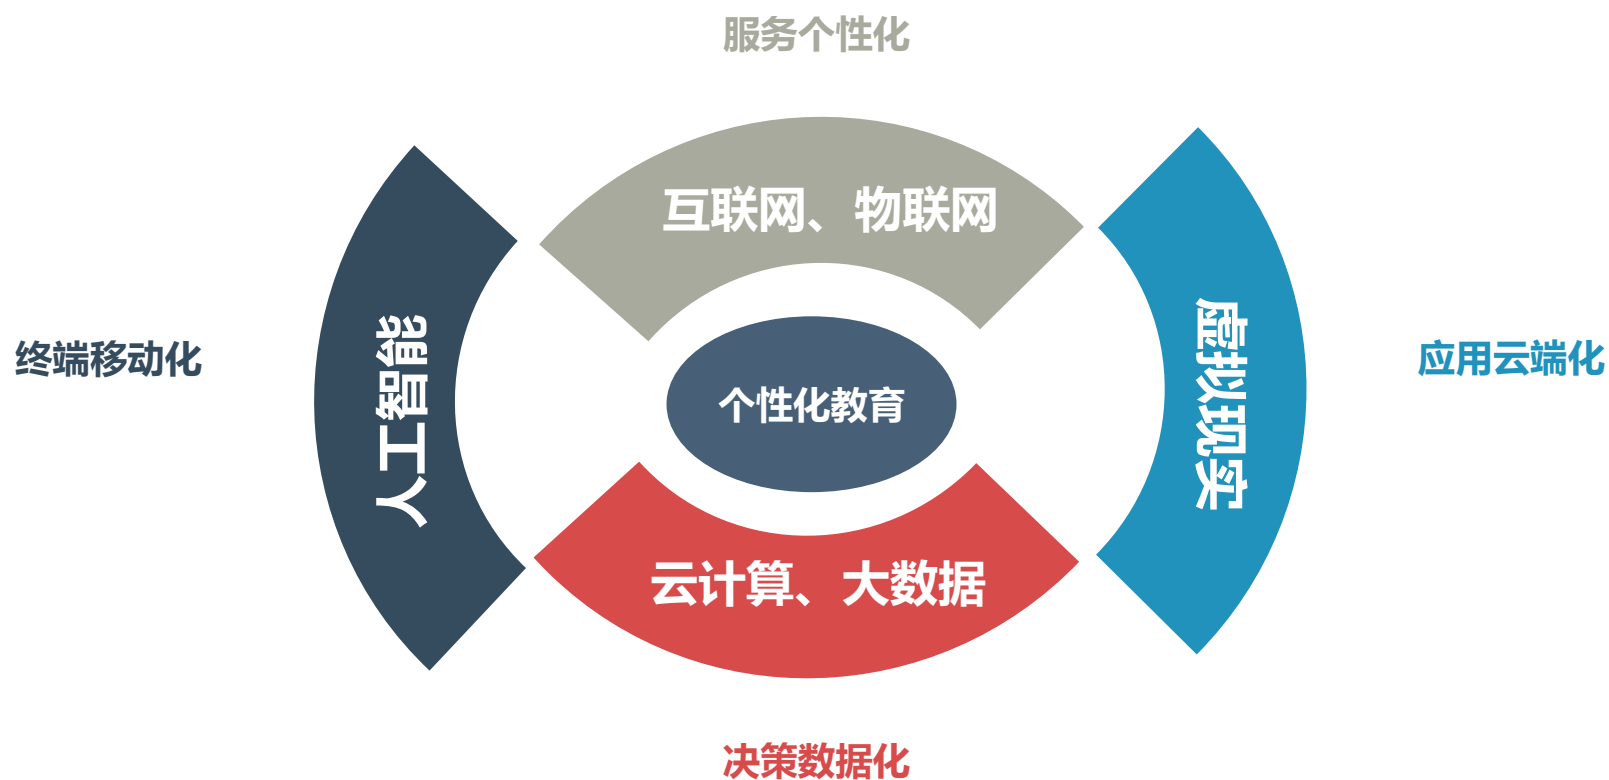 服务个性化
互联网、物联网
人工智能
虚拟现实
终端移动化
应用云端化
个性化教育
云计算、大数据
决策数据化